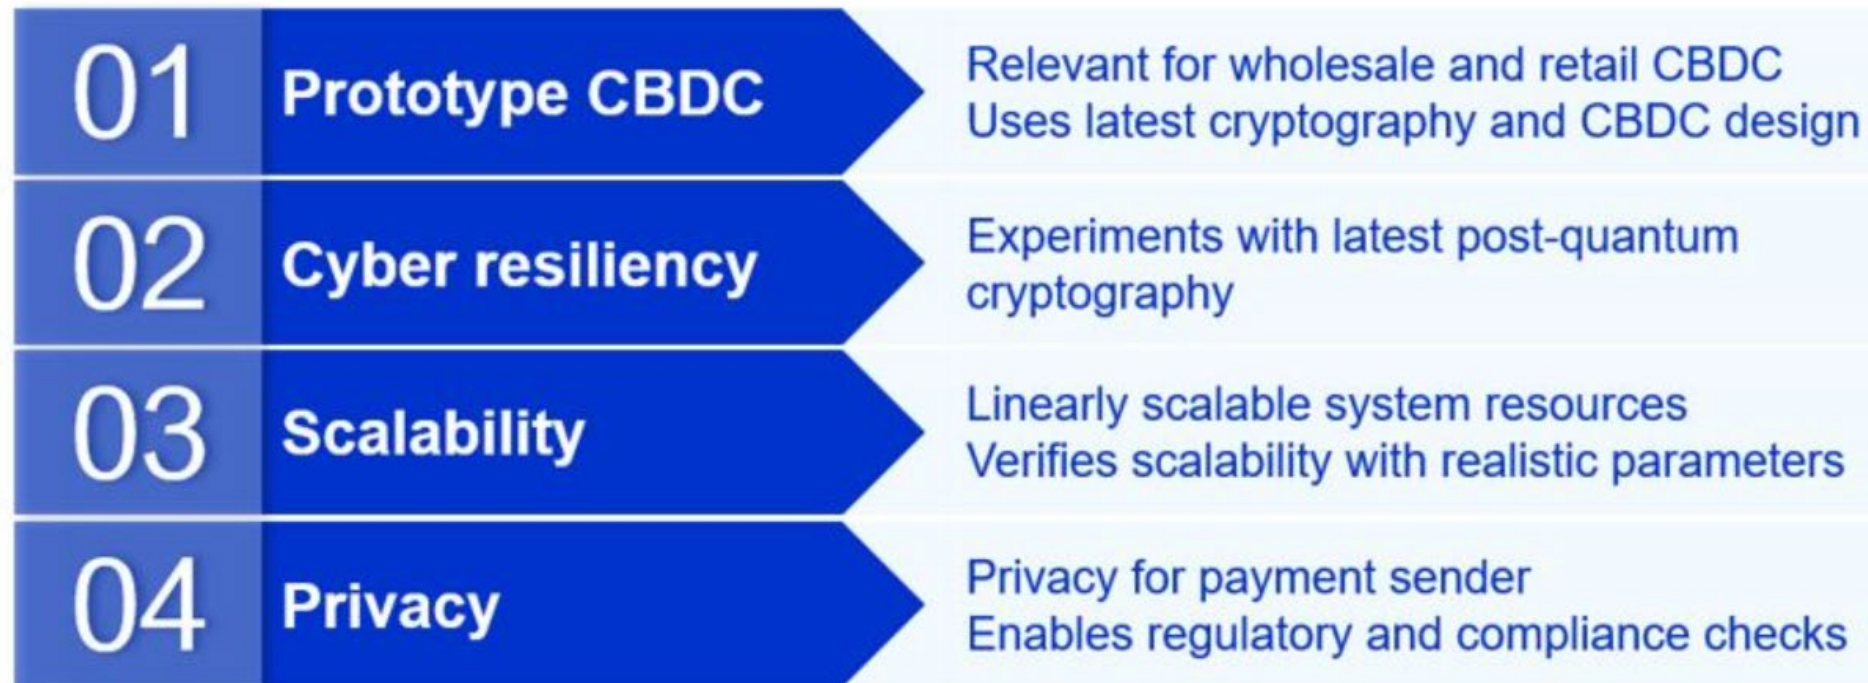 01
Prototype CBDC
Relevant for wholesale and retail CBDC
Uses latest cryptography and CBDC design
02
Cyber resiliency
Experiments with latest post-quantum
cryptography
03
Scalability
Linearly scalable system resources
Verifies scalability with realistic parameters
04
Privacy
Privacy for payment sender
Enables regulatory and compliance checks